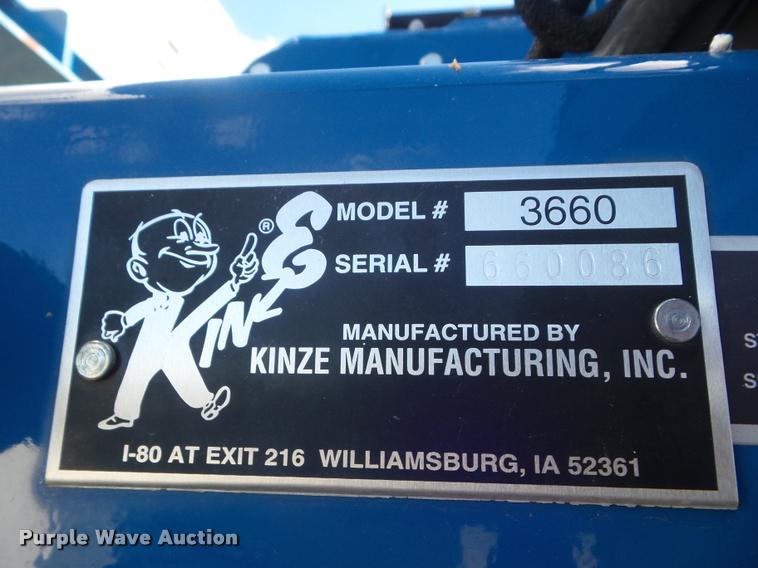 KINZE ®
MODEL # 3660
SERIAL # 660086
MANUFACTURED BY
KINZE MANUFACTURING, INC.
I-80 AT EXIT 216 WILLIAMSBURG, IA 52361
Purple Wave Auction